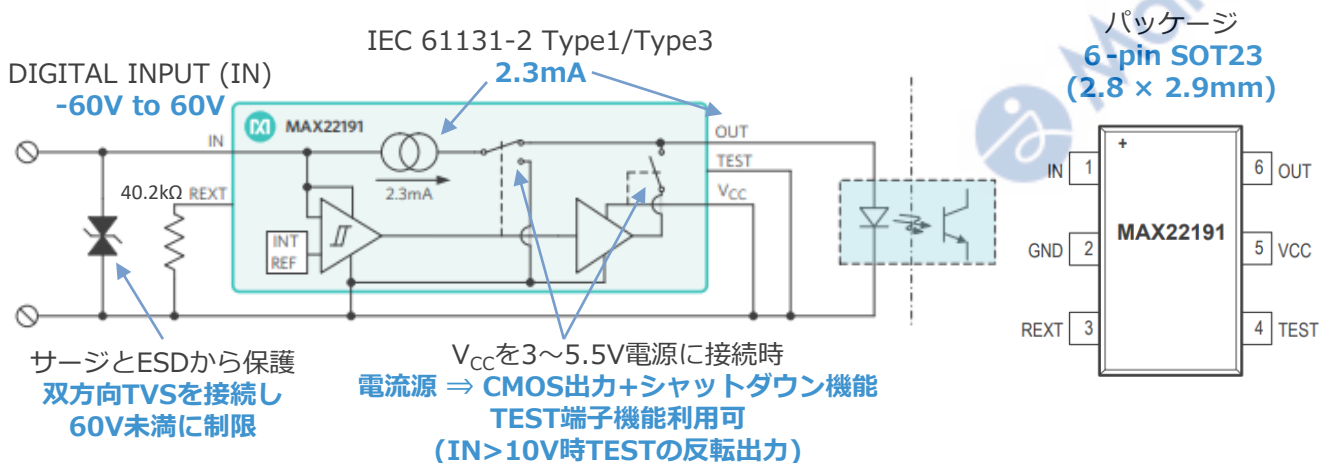 IEC 61131-2 Type1/Type3
2.3mA
DIGITAL INPUT (IN)
-60V to 60V
MAX22191
IN
40.2kΩ REXT
2.3mA
INT
REF
OUT
TEST
VCC
サージとESDから保護
双方向TVSを接続し
60V未満に制限
VCCを3～5.5V電源に接続時
電流源 ⇒ CMOS出力+シャットダウン機能
TEST端子機能利用可
(IN>10V時TESTの反転出力)
パッケージ
6-pin SOT23
(2.8 × 2.9mm)
+
IN 1
6 OUT
GND 2
MAX22191
5 VCC
REXT 3
4 TEST